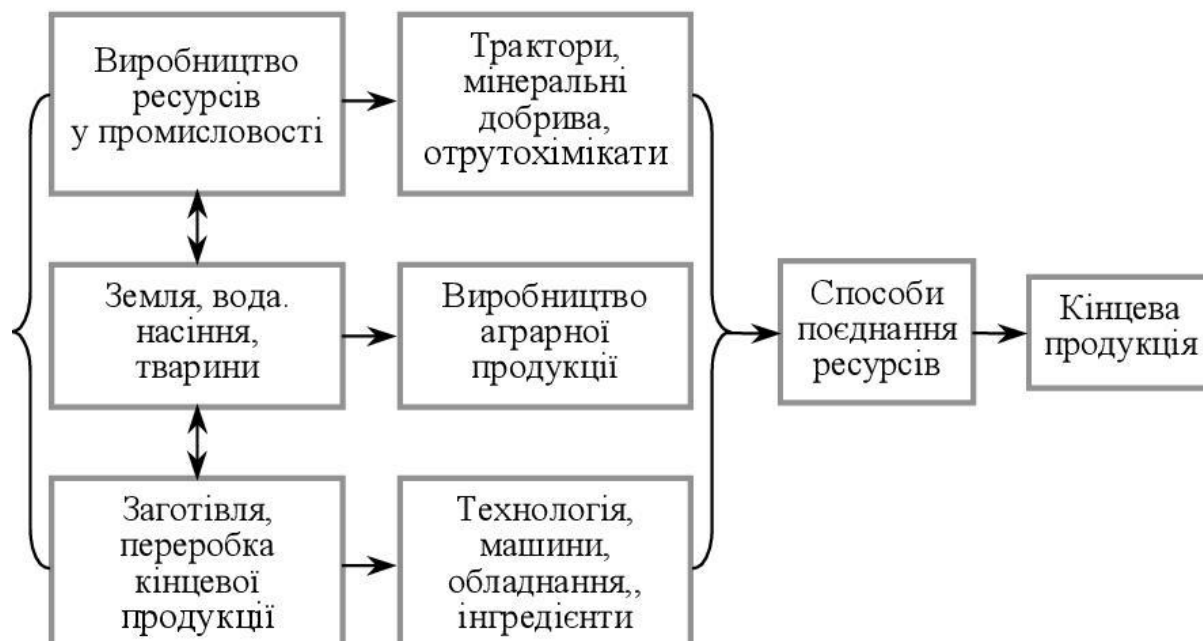 Виробництво
ресурсів
у промисловості
Трактори,
мінеральні
добрива,
отрутохімікати
Земля, вода.
насіння,
тварини
Виробництво
аграрної
продукції
Способи
поєднання
ресурсів
Кінцева
продукція
Заготівля,
переробка
кінцевої
продукції
Технологія,
машини,
обладнання,,
інгредієнти